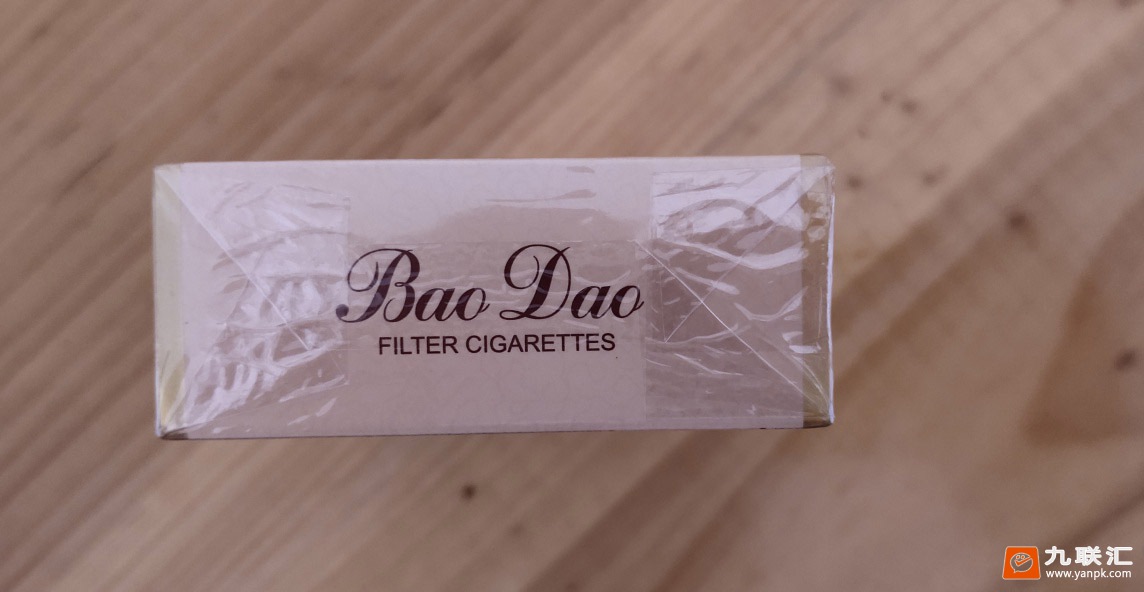 Bao Dao
FILTER CIGARETTES
九联汇
www.yanpk.com